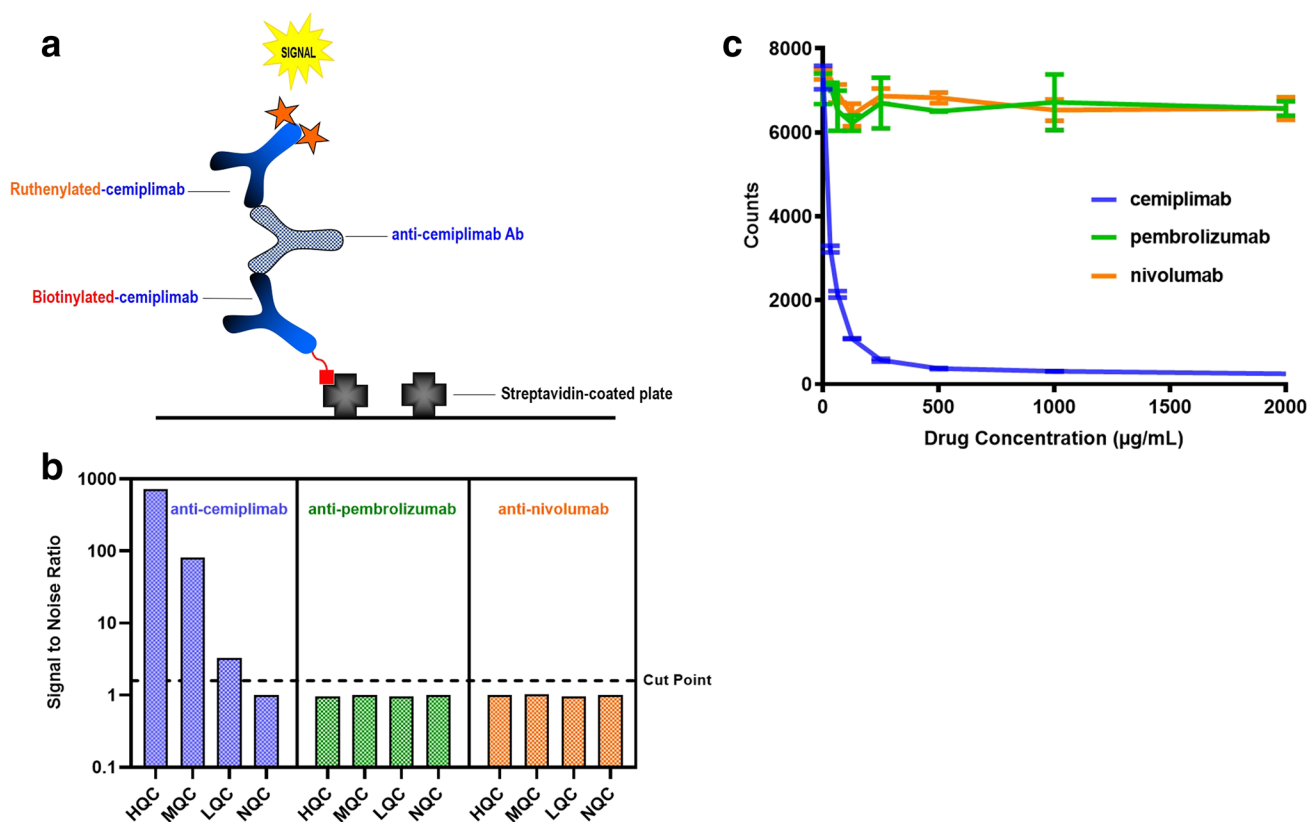 a
SIGNAL
Ruthenylated-cemiplimab
anti-cemiplimab Ab
Biotinylated-cemiplimab
Streptavidin-coated plate
b
1000
100
10
1
0.1
Signal to Noise Ratio
anti-cemiplimab
anti-pembrolizumab
anti-nivolumab
Cut Point
HQC
MQC
LQC
NQC
HQC
MQC
LQC
NQC
HQC
MQC
LQC
NQC
c
8000
6000
4000
2000
0
Counts
cemiplimab
pembrolizumab
nivolumab
0
500
1000
1500
2000
Drug Concentration (µg/mL)